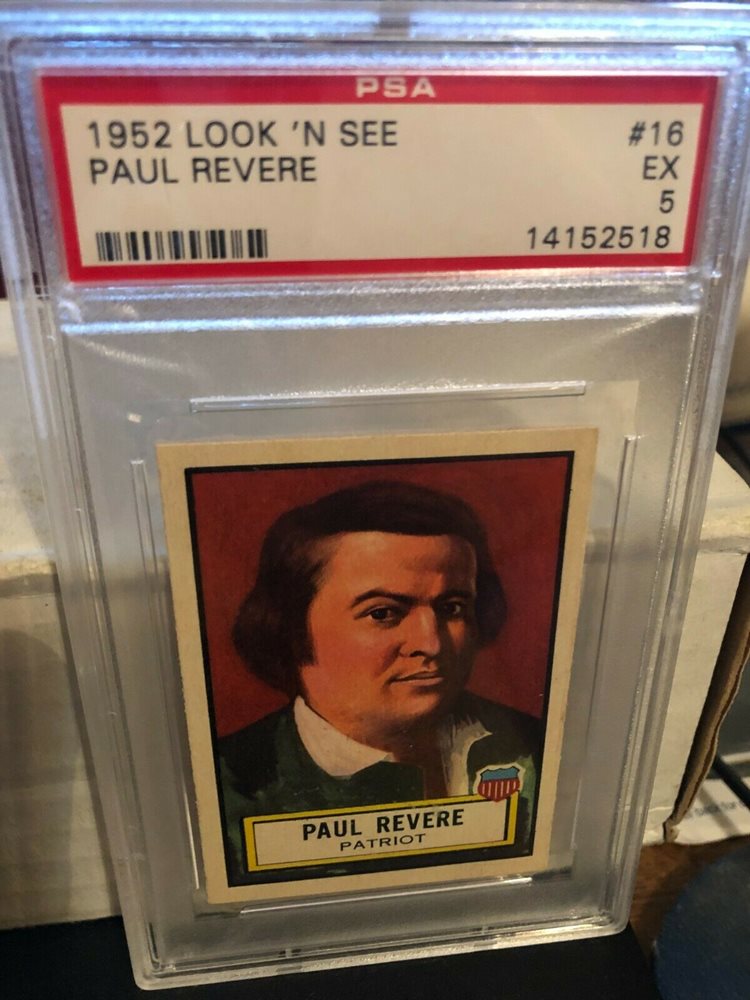 PSA
1952 LOOK 'N SEE #16
PAUL REVERE EX
5
14152518
PAUL REVERE
PATRIOT